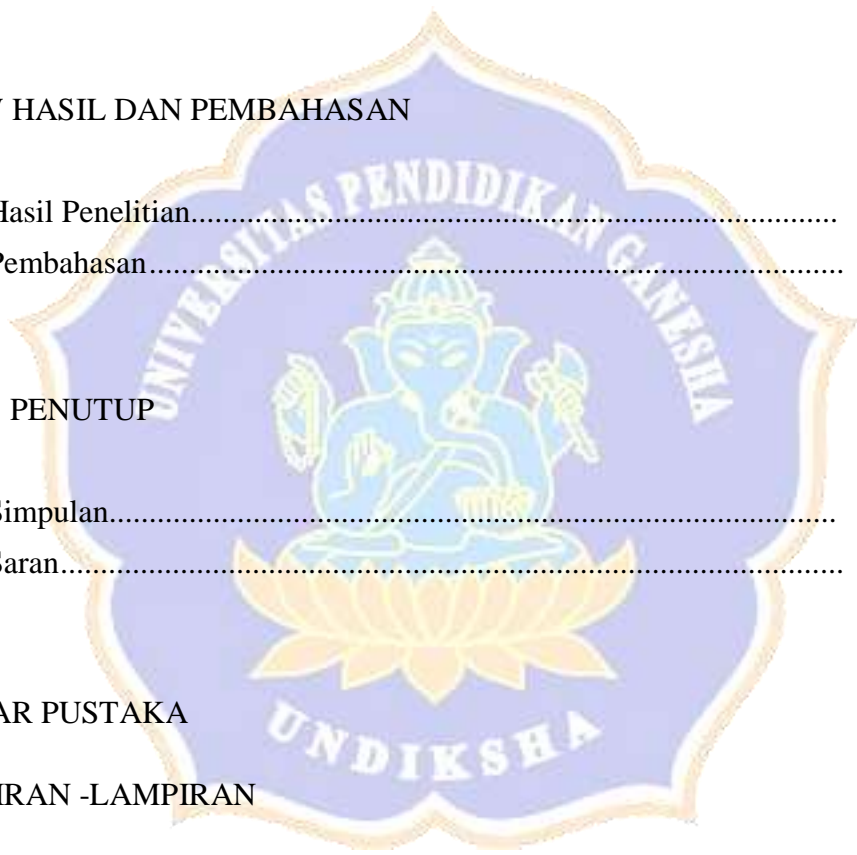 HASIL DAN PEMBAHASAN
Hasil Penelitian..................................................................................
Pembahasan........................................................................................
PENUTUP
Simpulan............................................................................................
Saran...................................................................................................
AR PUSTAKA
IRAN -LAMPIRAN
UNIVERSITAS PENDIDIKAN GANESHA
UNDIKSHA